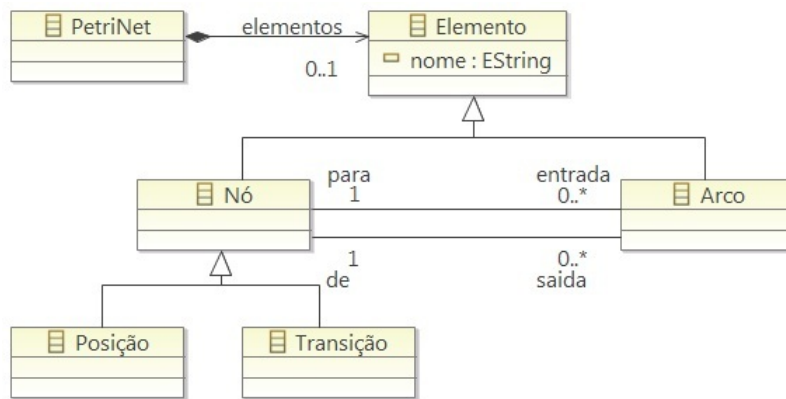 PetriNet
elementos
0..1
Elemento
nome : EString
Nó
para
1
entrada
0..*
Arco
1
de
0..*
saida
Posição
Transição